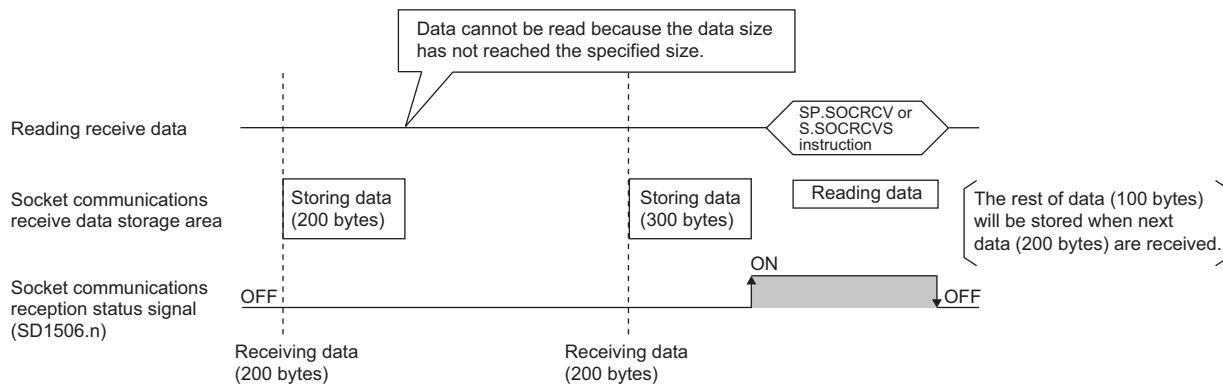 Data cannot be read because the data size
has not reached the specified size.
Reading receive data
SP.SOCRCV or
S.SOCRCVS
instruction
Socket communications
receive data storage area
Storing data
(200 bytes)
Storing data
(300 bytes)
Reading data
The rest of data (100 bytes)
will be stored when next
data (200 bytes) are received.
Socket communications
reception status signal
(SD1506.n)
OFF
ON
OFF
Receiving data
(200 bytes)
Receiving data
(200 bytes)